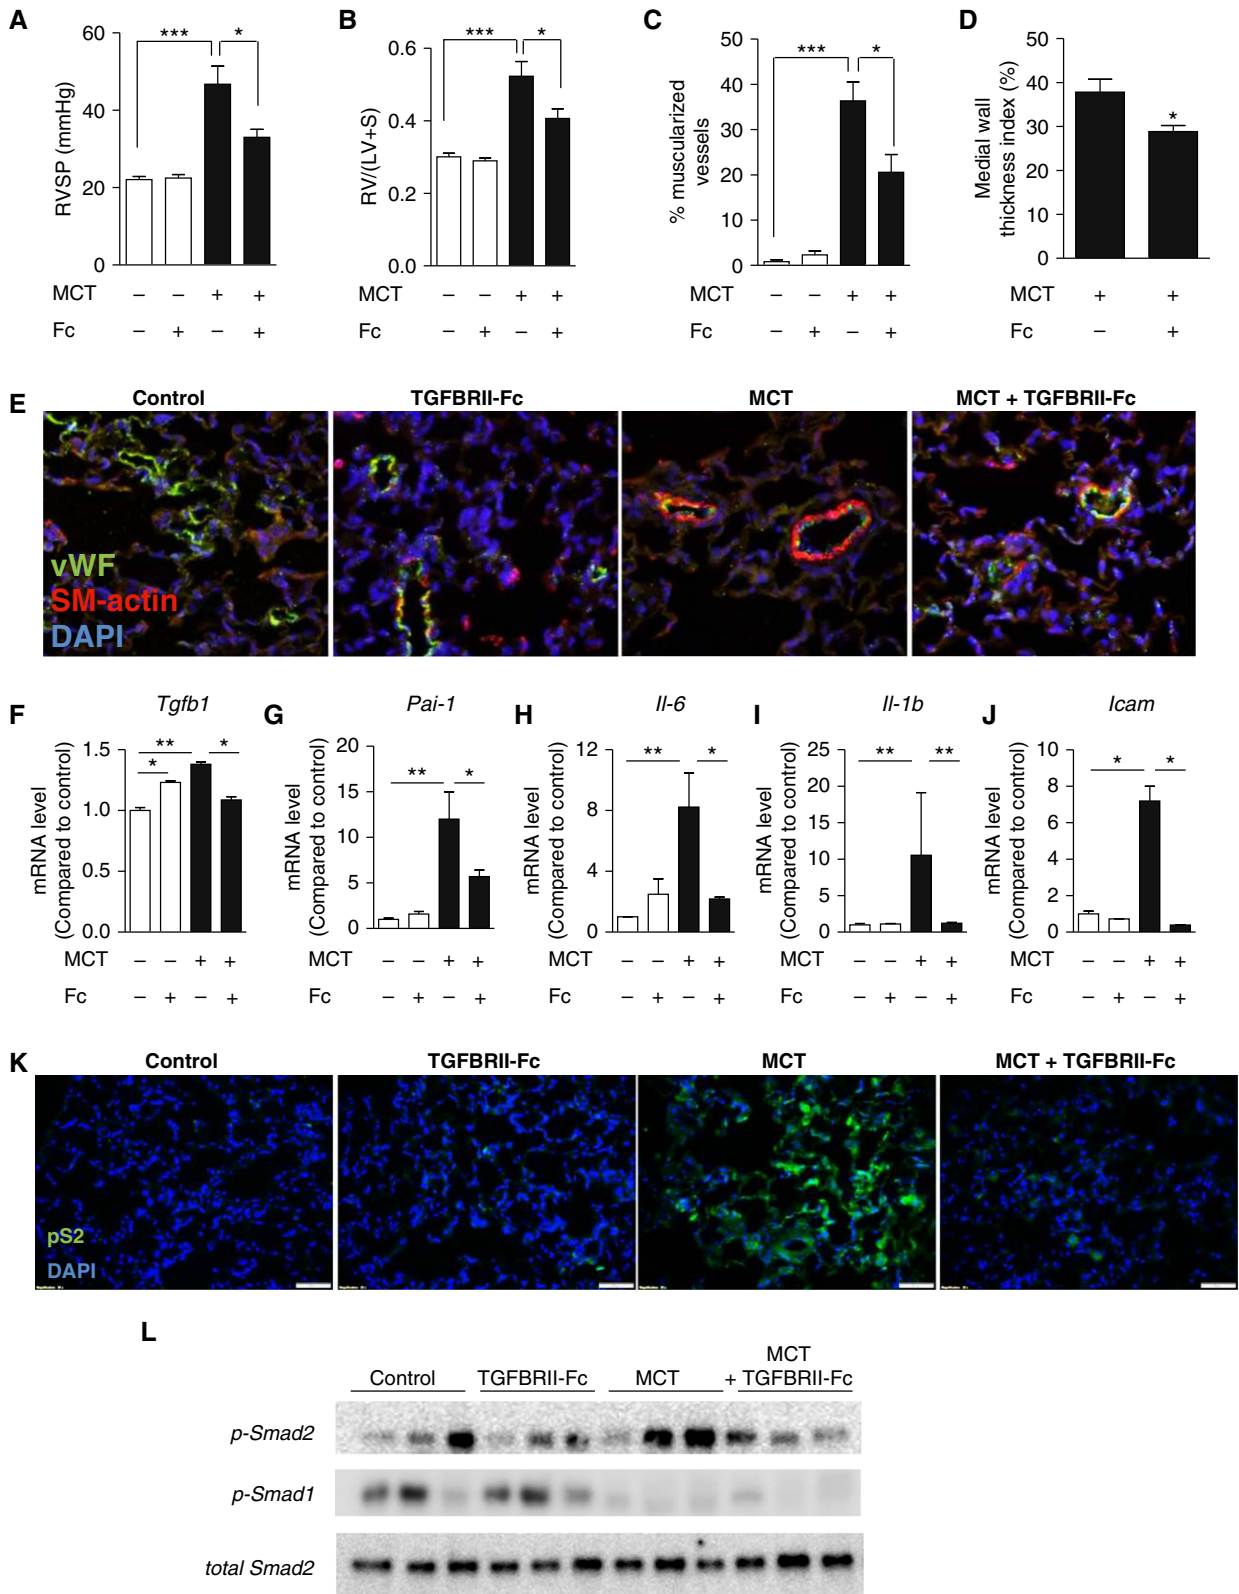 A
B
C
D
RVSP (mmHg)
60
40
20
0
***
*
RV/(LV+S)
0.6
0.4
0.2
0.0
***
*
% muscularized
vessels
50
40
30
20
10
0
***
*
Medial wall
thickness index (%)
50
40
30
20
10
0
*
MCT – – + +
Fc – + – +
MCT – – + +
Fc – + – +
MCT – – + +
Fc – + – +
MCT + +
Fc – +
E
Control
TGFBRII-Fc
MCT
MCT + TGFBRII-Fc
vWF
SM-actin
DAPI
F
Tgfb1
mRNA level
(Compared to control)
1.5
1.0
0.5
0.0
**
*
*
MCT – – + +
Fc – + – +
G
Pai-1
mRNA level
(Compared to control)
20
15
10
5
0
**
*
MCT – – + +
Fc – + – +
H
Il-6
mRNA level
(Compared to control)
12
8
4
0
**
*
MCT – – + +
Fc – + – +
I
Il-1b
mRNA level
(Compared to control)
25
20
15
10
5
0
**
**
MCT – – + +
Fc – + – +
J
Icam
mRNA level
(Compared to control)
10
8
6
4
2
0
*
*
MCT – – + +
Fc – + – +
K
Control
TGFBRII-Fc
MCT
MCT + TGFBRII-Fc
pS2
DAPI
L
Control
TGFBRII-Fc
MCT
MCT
+ TGFBRII-Fc
p-Smad2
p-Smad1
total Smad2